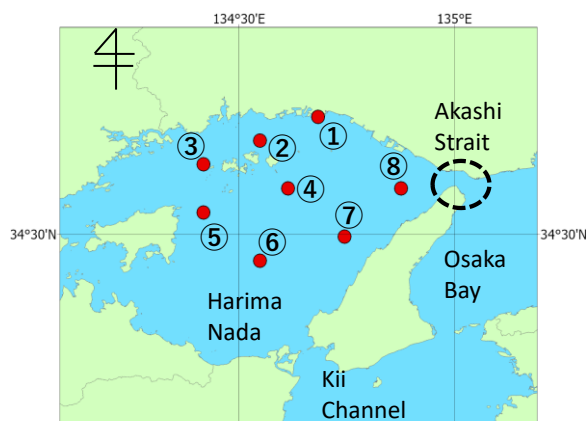 134°30' 135°
Akashi
Strait
①
③
②
⑧
④
⑦
⑤
⑥
34°30' 34°30'
Osaka
Bay
Harima
Nada
Kii
Channel